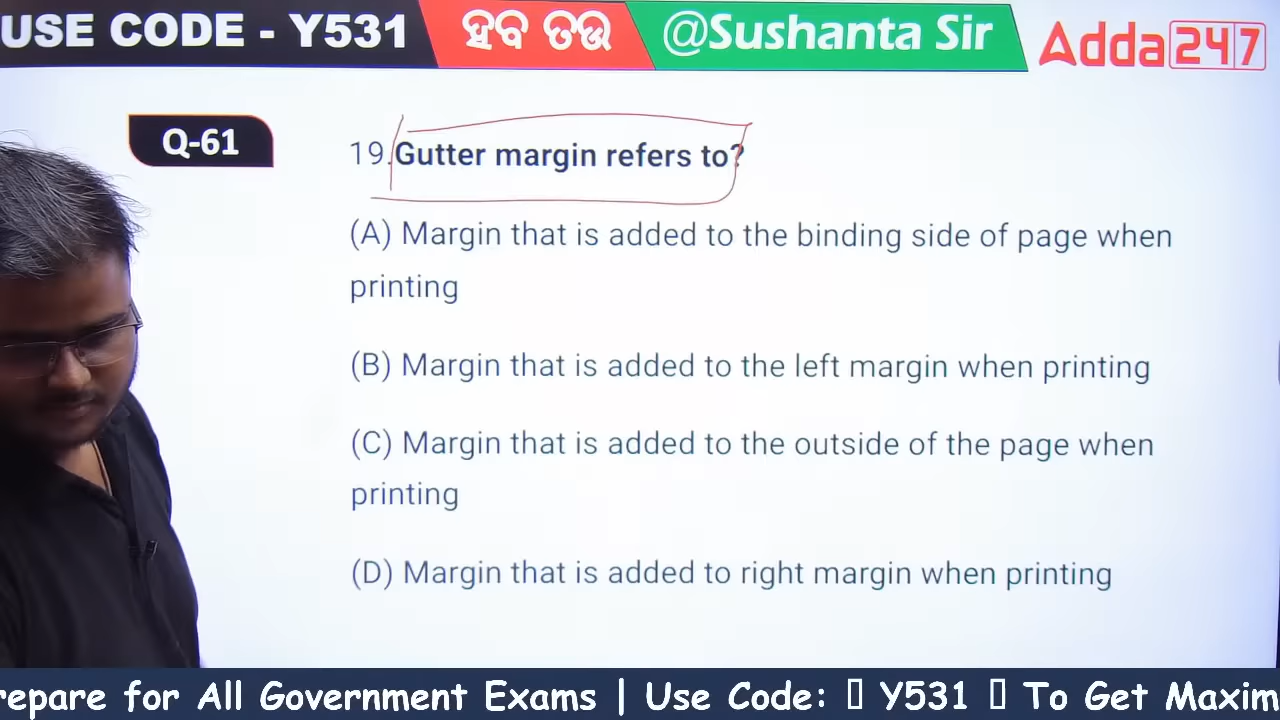 USE CODE - Y531
ହବ ତଉ
@Sushanta Sir
Adda247
Q-61
19.Gutter margin refers to?
(A) Margin that is added to the binding side of page when
printing
(B) Margin that is added to the left margin when printing
(C) Margin that is added to the outside of the page when
printing
(D) Margin that is added to right margin when printing
repare for All Government Exams | Use Code: Y531 To Get Maxim